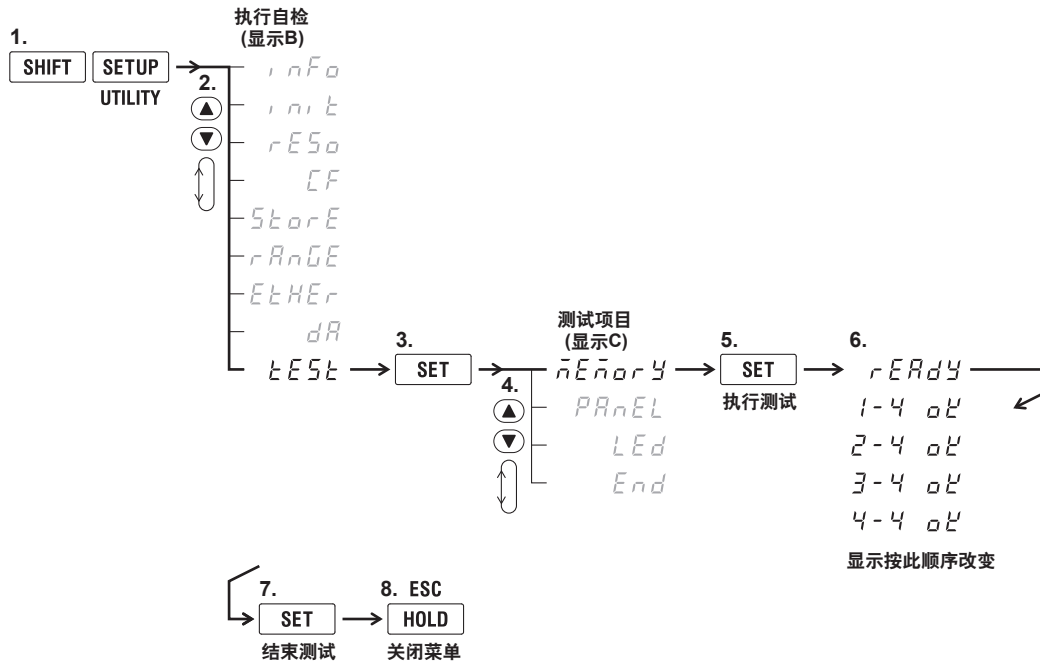 1.
SHIFT SETUP
UTILITY
执行自检
(显示B)
2.
inFo
init
rESo
CF
StorE
rAnGE
EtHEr
dA
tESt
3.
SET
4.
测试项目
(显示C)
mEmorY
PAnEL
LEd
End
5.
SET
执行测试
6.
rEAdY
1-4 ok
2-4 ok
3-4 ok
4-4 ok
显示按此顺序改变
7.
SET
结束测试
8. ESC
HOLD
关闭菜单